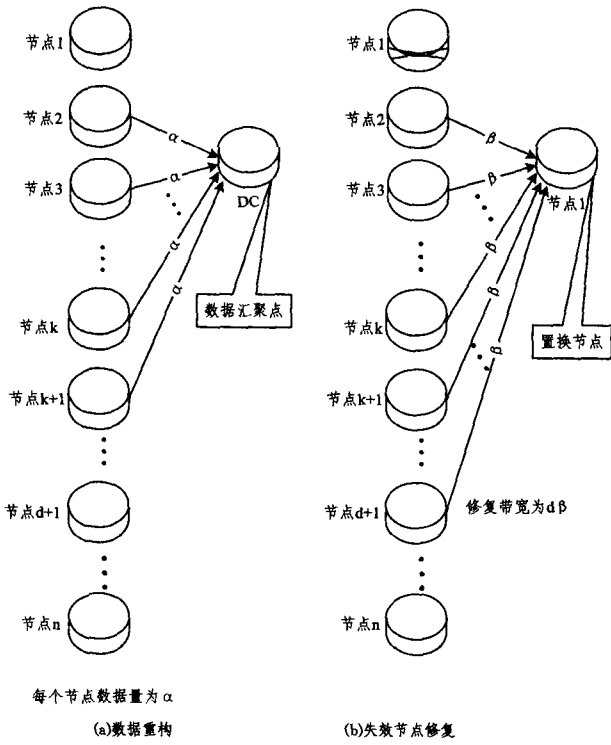 节点1
节点2
α
节点3
α
DC
α
α
数据汇聚点
节点k
节点k+1
节点d+1
节点n
每个节点数据量为α
(a)数据重构
节点1
节点2
β
节点3
β
节点1
β
β
β
置换节点
节点k
节点k+1
节点d+1
修复带宽为dβ
节点n
(b)失效节点修复